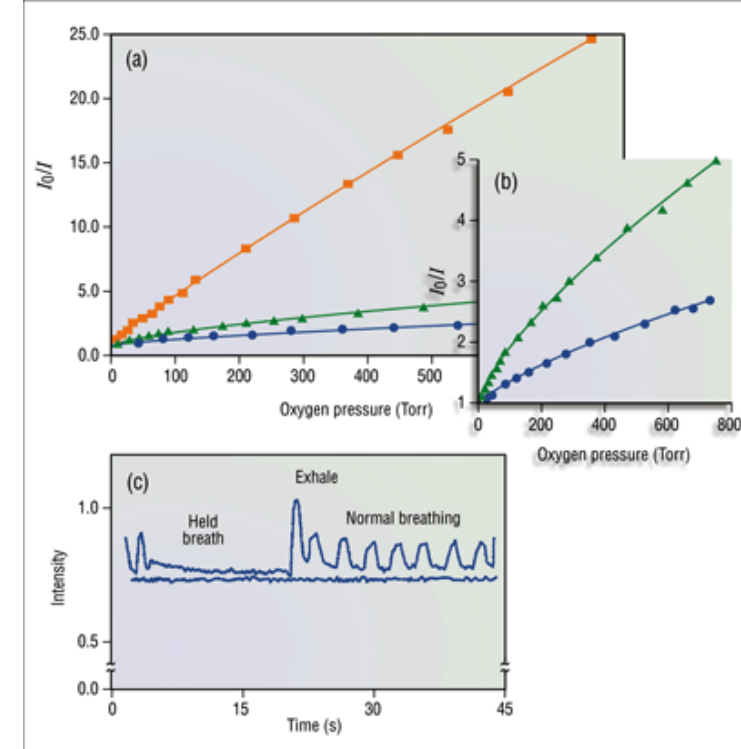 (a)
25.0
20.0
15.0
10.0
5.0
0.0
I0/I
0 100 200 300 400 500
Oxygen pressure (Torr)
(b)
5
4
3
2
1
I0/I
0 200 400 600 800
Oxygen pressure (Torr)
(c)
Exhale
Held
breath
Normal breathing
1.0
0.5
0.0
Intensity
0 15 30 45
Time (s)